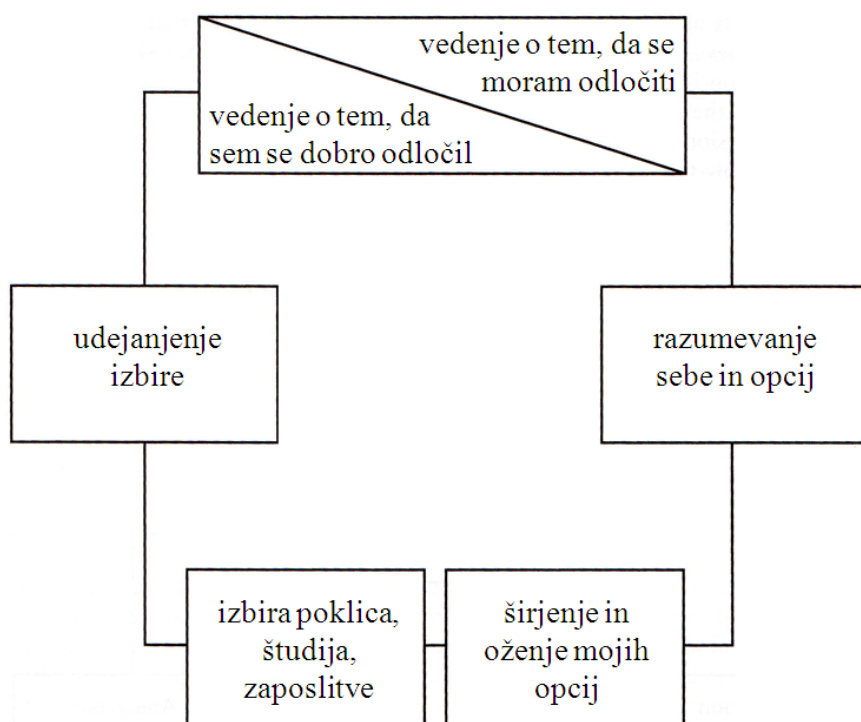 vedenje o tem, da se
moram odločiti
vedenje o tem, da
sem se dobro odločil
udejanjenje
izbire
razumevanje
sebe in opcij
izbira poklica,
študija,
zaposlitve
širjenje in
oženje mojih
opcij